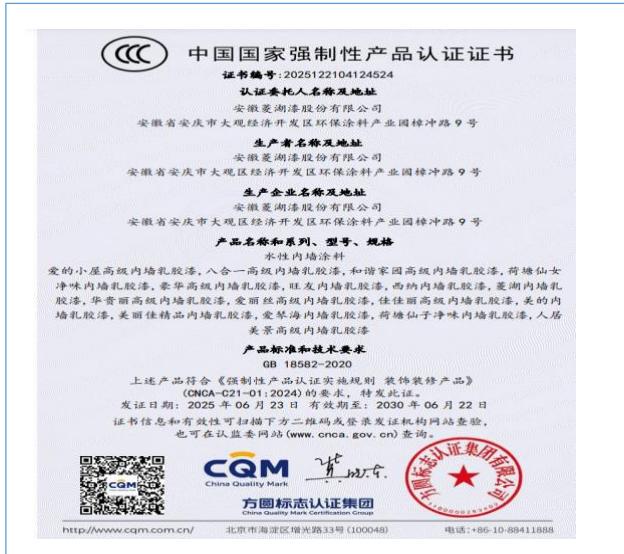 中国国家强制性产品认证证书
证书编号:2025122104124524
认证委托人名称及地址
安徽菱湖漆股份有限公司
安徽省安庆市大观区经济开发区环保涂料产业园樟冲路 9 号
生产者名称及地址
安徽菱湖漆股份有限公司
安徽省安庆市大观区经济开发区环保涂料产业园樟冲路 9 号
生产企业名称及地址
安徽菱湖漆股份有限公司
安徽省安庆市大观区经济开发区环保涂料产业园樟冲路 9 号
产品名称和系列、型号、规格
水性内墙涂料
爱的小屋高级内墙乳胶漆,八合一高级内墙乳胶漆,和谐家园高级内墙乳胶漆,荷塘仙女
净味内墙乳胶漆,豪华高级内墙乳胶漆,旺发内墙乳胶漆,西纳内墙乳胶漆,菱湖内墙乳
胶漆,华贵丽高级内墙乳胶漆,爱丽丝高级内墙乳胶漆,佳佳丽高级内墙乳胶漆,美的内
墙乳胶漆,美丽佳精品内墙乳胶漆,爱琴海内墙乳胶漆,荷塘仙子净味内墙乳胶漆,人居
美景高级内墙乳胶漆
产品标准和技术要求
GB 18582-2020
上述产品符合《强制性产品认证实施规则 装饰装修产品》
(CNCA-C21-01:2024)的要求, 特发此证。
发证日期: 2025 年 06 月 23 日 有效期至: 2030 年 06 月 22 日
证书信息和有效性可扫描下方二维码或登录发证机构网站查验,
也可在认监委网站(www. cnca. gov. cn)查询。
CQM
CQM
China Quality Mark
方圆标志认证集团
China Quality Mark Certification Group
方圆标志认证集团有限公司
http://www.cqm.com.cn/ 北京市海淀区增光路33号(100048) 电话:+86-10-88411888